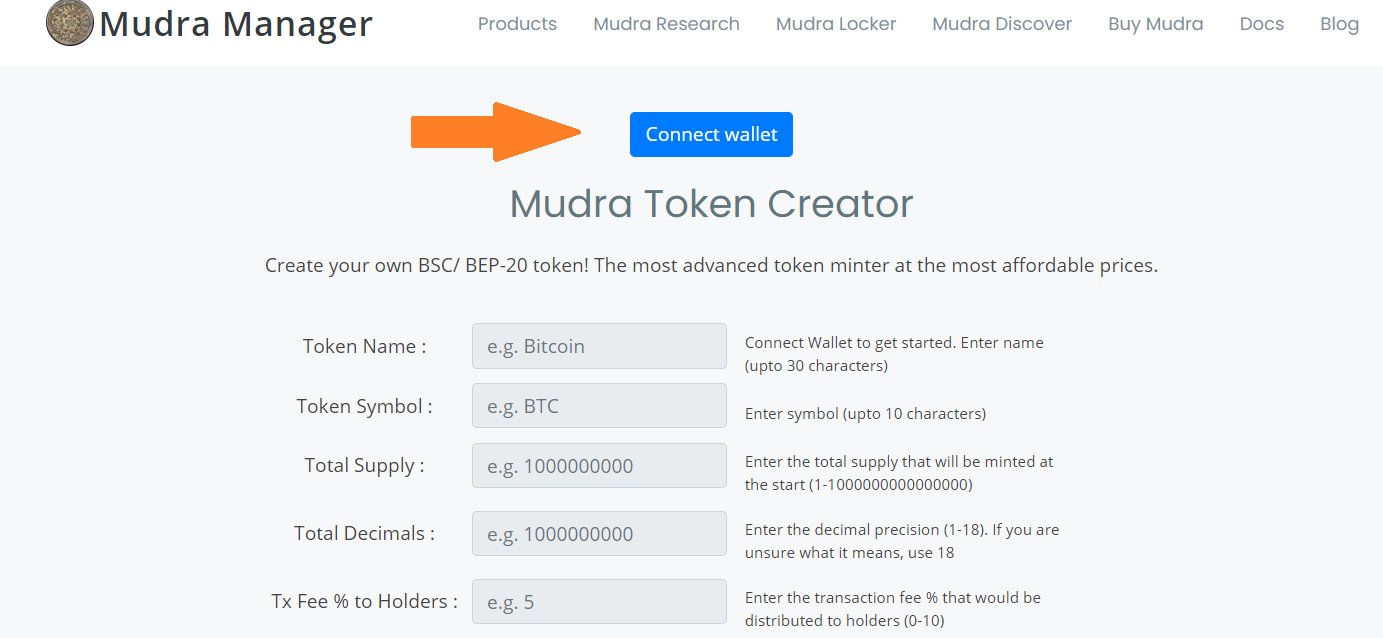 Mudra Manager Products Mudra Research Mudra Locker Mudra Discover Buy Mudra Docs Blog
Connect wallet
Mudra Token Creator
Create your own BSC/ BEP-20 token! The most advanced token minter at the most affordable prices.
Token Name : e.g. Bitcoin Connect Wallet to get started. Enter name
(upto 30 characters)
Token Symbol : e.g. BTC Enter symbol (upto 10 characters)
Total Supply : e.g. 1000000000 Enter the total supply that will be minted at
the start (1-1000000000000000)
Total Decimals : e.g. 1000000000 Enter the decimal precision (1-18). If you are
unsure what it means, use 18
Tx Fee % to Holders : e.g. 5 Enter the transaction fee % that would be
distributed to holders (0-10)